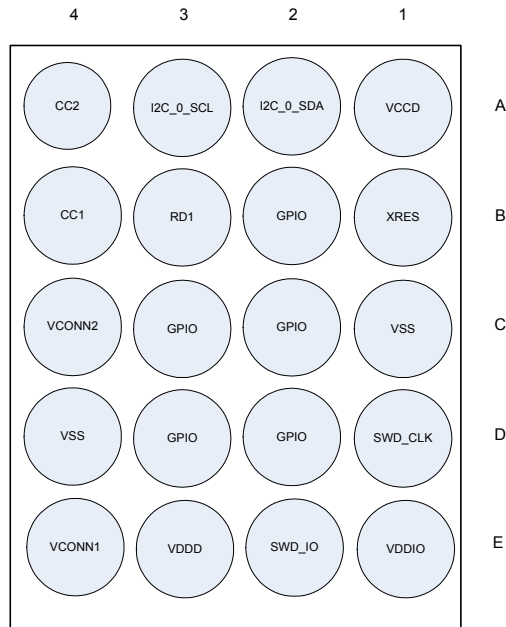 4 3 2 1
CC2 I2C_0_SCL I2C_0_SDA VCCD A
CC1 RD1 GPIO XRES B
VCONN2 GPIO GPIO VSS C
VSS GPIO GPIO SWD_CLK D
VCONN1 VDDD SWD_IO VDDIO E